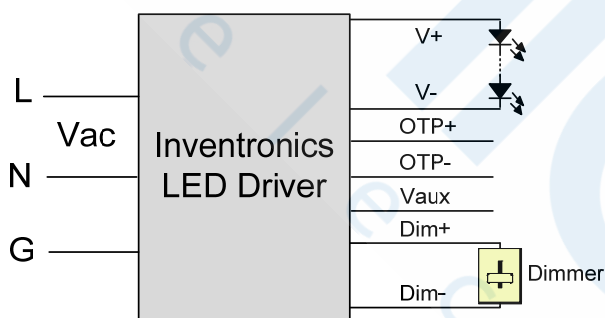 V+
L
V-
OTP+
Vac
Inventronics
LED Driver
OTP-
N
Vaux
Dim+
G
Dimmer
Dim-